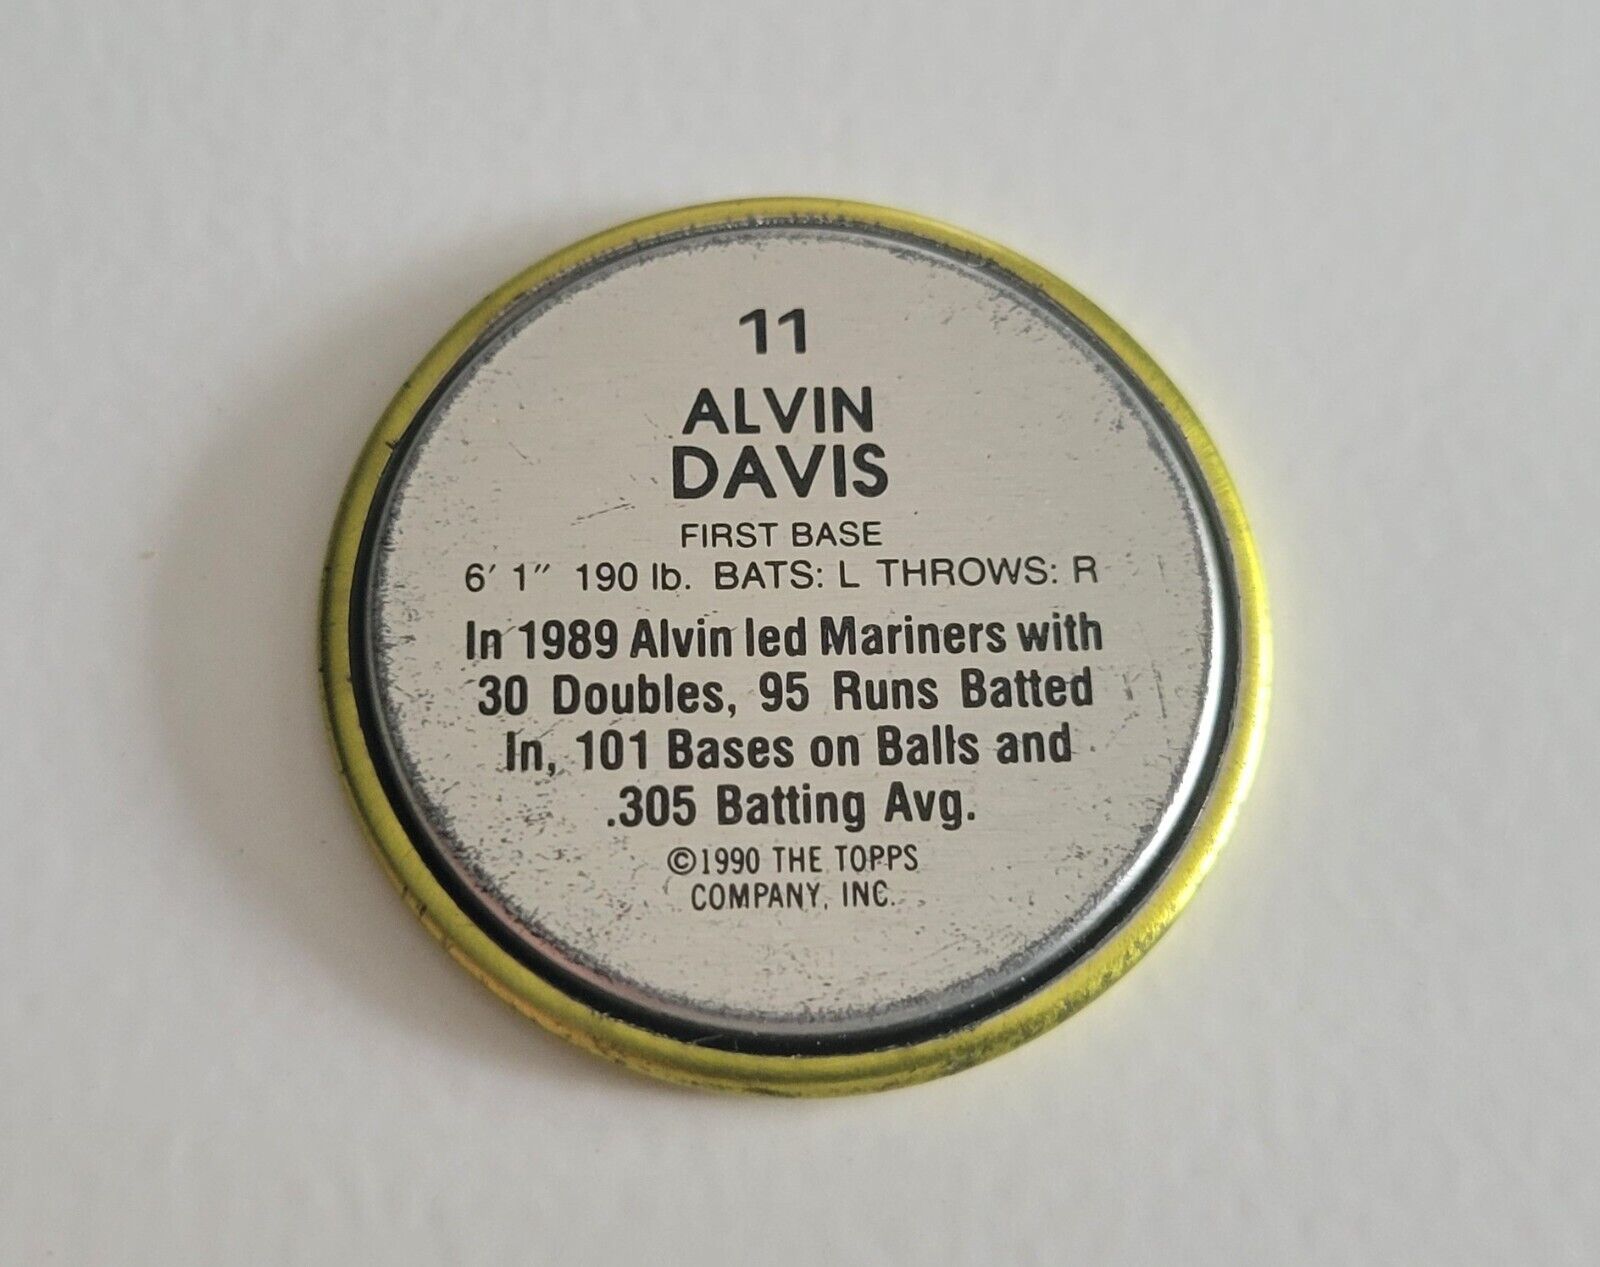 11
ALVIN
DAVIS
FIRST BASE
6′ 1″ 190 lb. BATS: L THROWS: R
In 1989 Alvin led Mariners with
30 Doubles, 95 Runs Batted
In, 101 Bases on Balls and
.305 Batting Avg.
©1990 THE TOPPS
COMPANY, INC.